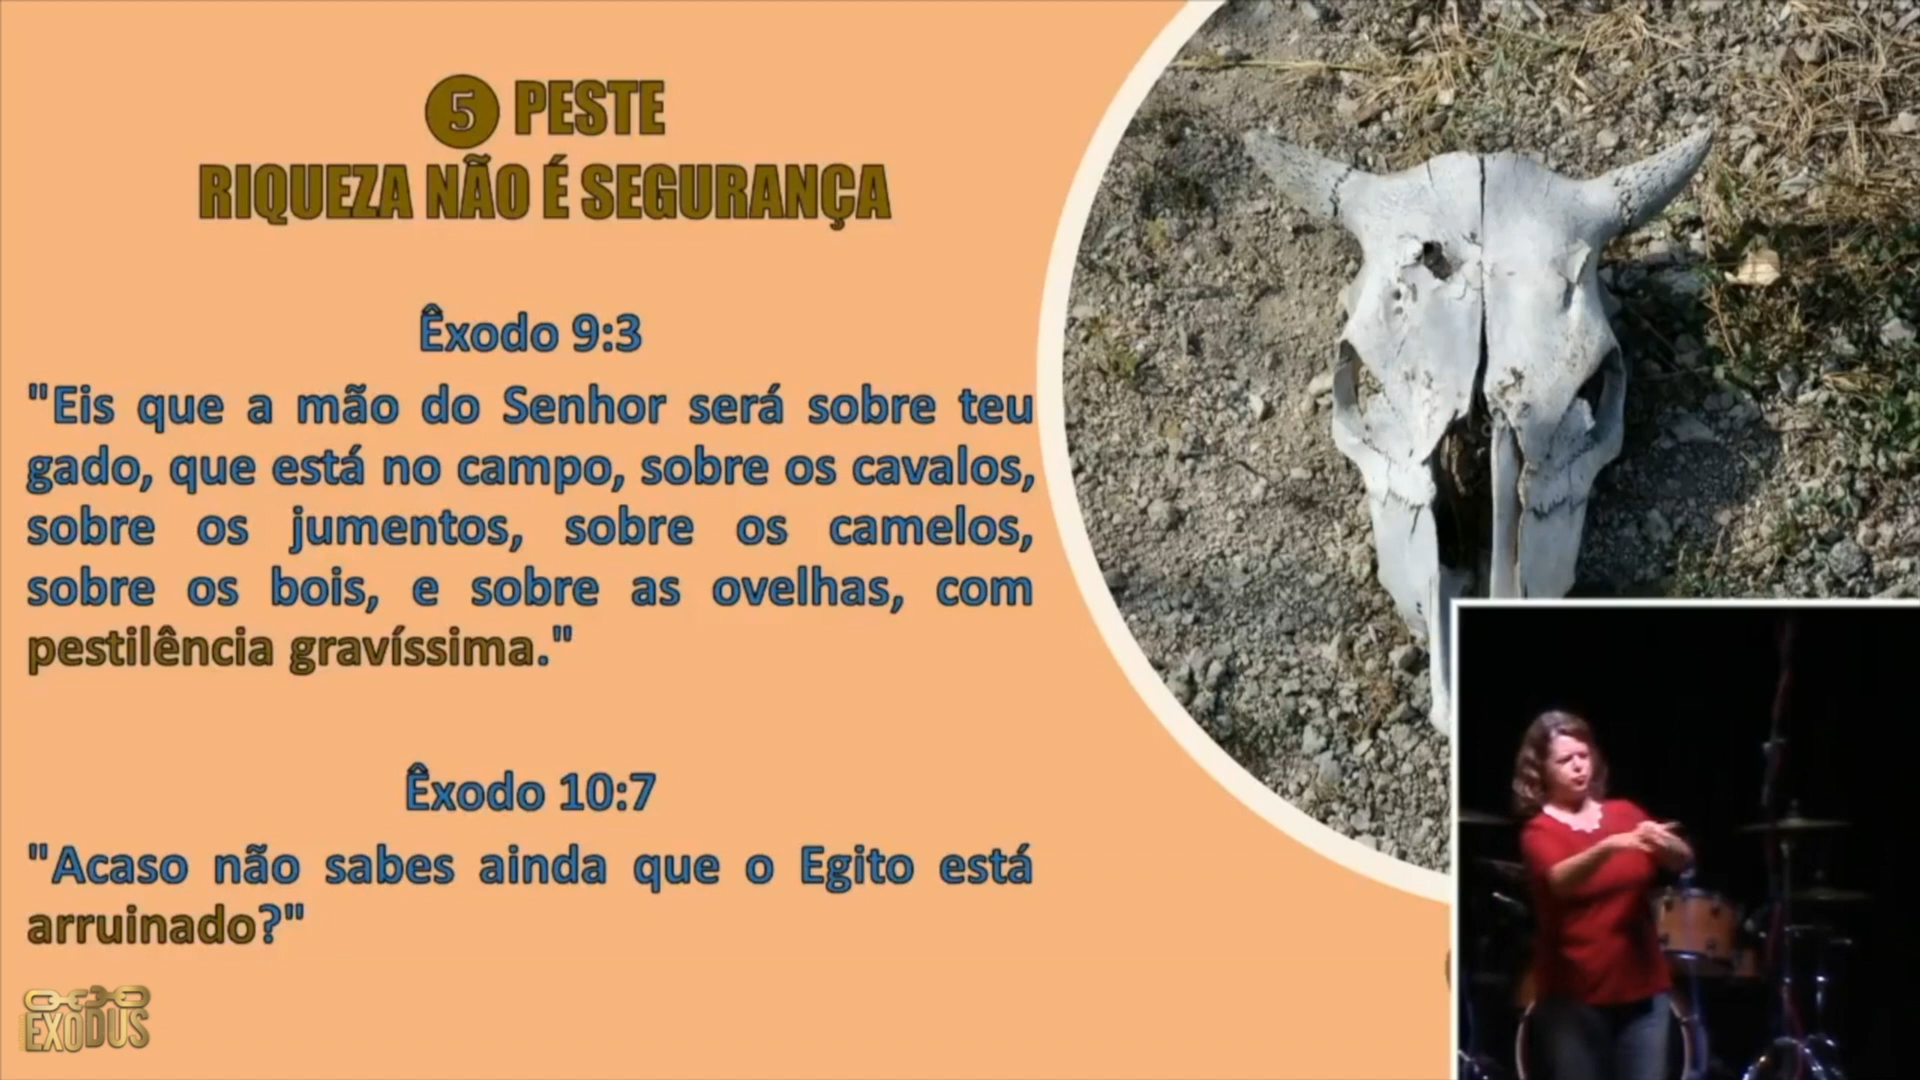 5 PESTE
RIQUEZA NÃO É SEGURANÇA
Êxodo 9:3
"Eis que a mão do Senhor será sobre teu
gado, que está no campo, sobre os cavalos,
sobre os jumentos, sobre os camelos,
sobre os bois, e sobre as ovelhas, com
pestilência gravíssima."
Êxodo 10:7
"Acaso não sabes ainda que o Egito está
arruinado?"
EXODUS